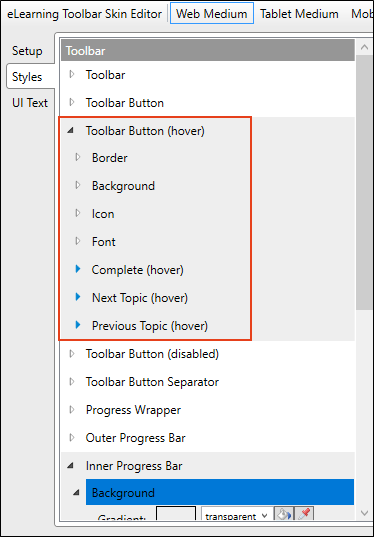 eLearning Toolbar Skin Editor Web Medium Tablet Medium Mob
Setup
Styles
UI Text
Toolbar
Toolbar
Toolbar Button
Toolbar Button (hover)
Border
Background
Icon
Font
Complete (hover)
Next Topic (hover)
Previous Topic (hover)
Toolbar Button (disabled)
Toolbar Button Separator
Progress Wrapper
Outer Progress Bar
Inner Progress Bar
Background
Gradient: transparent